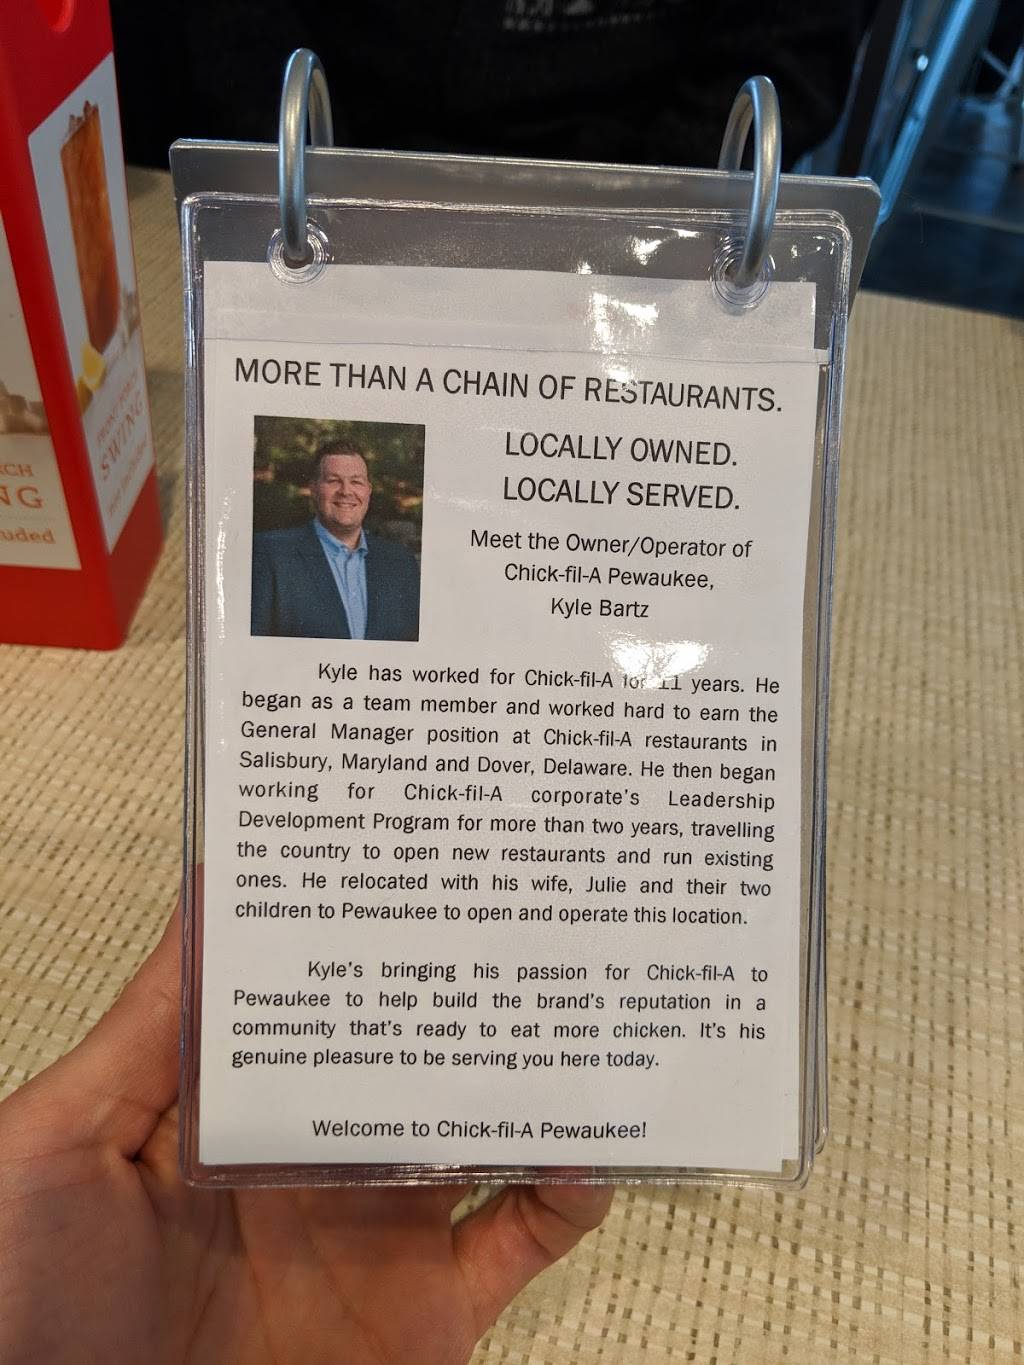 MORE THAN A CHAIN OF RESTAURANTS.
LOCALLY OWNED.
LOCALLY SERVED.
Meet the Owner/Operator of
Chick-fil-A Pewaukee,
Kyle Bartz
Kyle has worked for Chick-fil-A for 11 years. He
began as a team member and worked hard to earn the
General Manager position at Chick-fil-A restaurants in
Salisbury, Maryland and Dover, Delaware. He then began
working for Chick-fil-A corporate's Leadership
Development Program for more than two years, travelling
the country to open new restaurants and run existing
ones. He relocated with his wife, Julie and their two
children to Pewaukee to open and operate this location.
Kyle's bringing his passion for Chick-fil-A to
Pewaukee to help build the brand's reputation in a
community that's ready to eat more chicken. It's his
genuine pleasure to be serving you here today.
Welcome to Chick-fil-A Pewaukee!
SWING